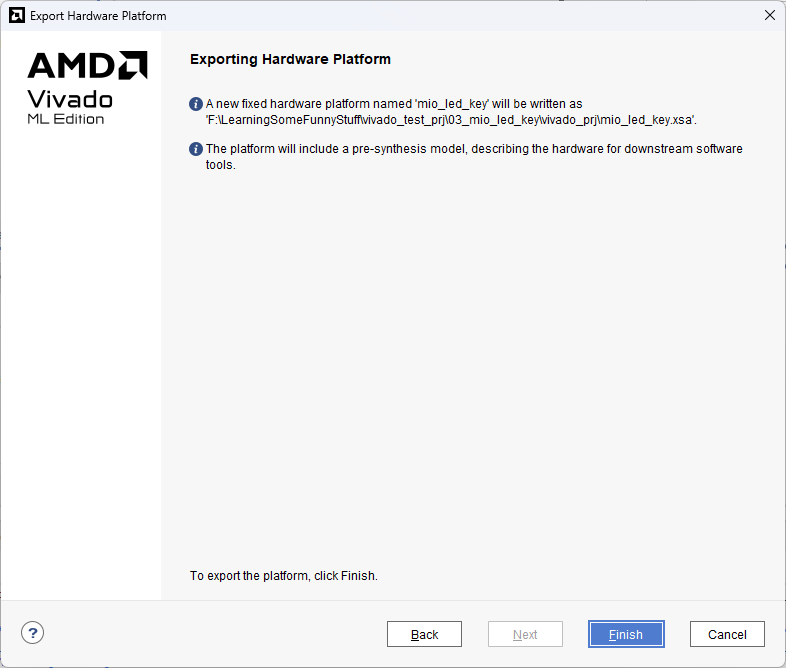 Export Hardware Platform
AMD
Vivado
ML Edition
Exporting Hardware Platform
A new fixed hardware platform named 'mio_led_key' will be written as
'F:\LearningSomeFunnyStuff\vivado_test_prj\03_mio_led_key\vivado_prj\mio_led_key.xsa'.
The platform will include a pre-synthesis model, describing the hardware for downstream software
tools.
To export the platform, click Finish.
?
Back
Next
Finish
Cancel